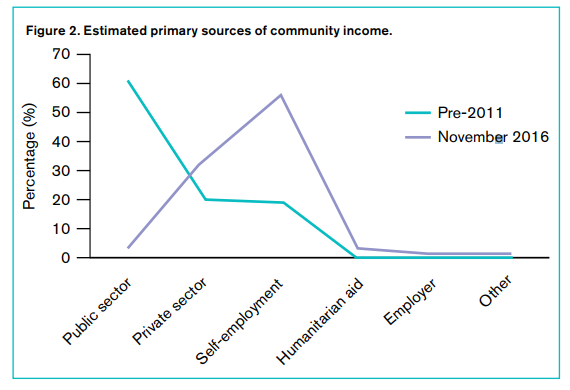 Figure 2. Estimated primary sources of community income.
70
60
50
40
30
20
10
0
Percentage (%)
Pre-2011
November 2016
Public sector
Private sector
Self-employment
Humanitarian aid
Employer
Other